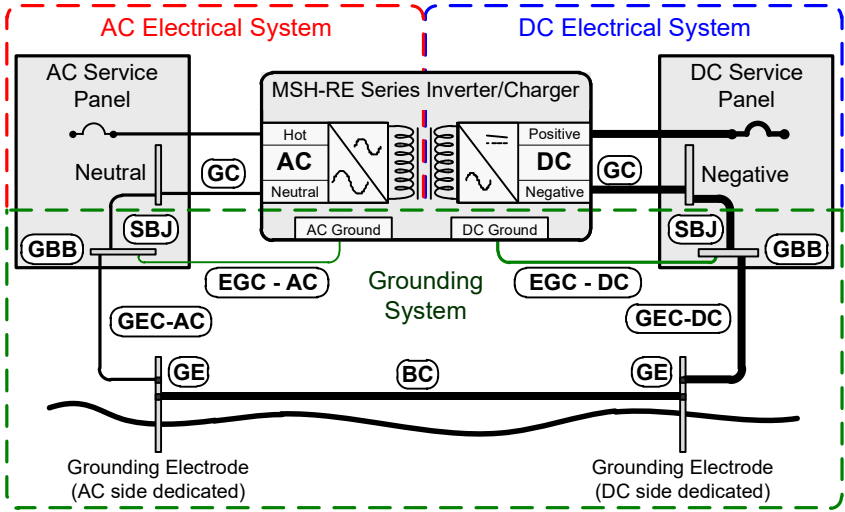 AC Electrical System
DC Electrical System
AC Service
Panel
MSH-RE Series Inverter/Charger
DC Service
Panel
Hot
AC
Neutral
Positive
DC
Negative
Neutral
GC
GC
Negative
AC Ground
DC Ground
SBJ
SBJ
GBB
GBB
EGC - AC
Grounding
System
EGC - DC
GEC-AC
GEC-DC
GE
BC
GE
Grounding Electrode
(AC side dedicated)
Grounding Electrode
(DC side dedicated)